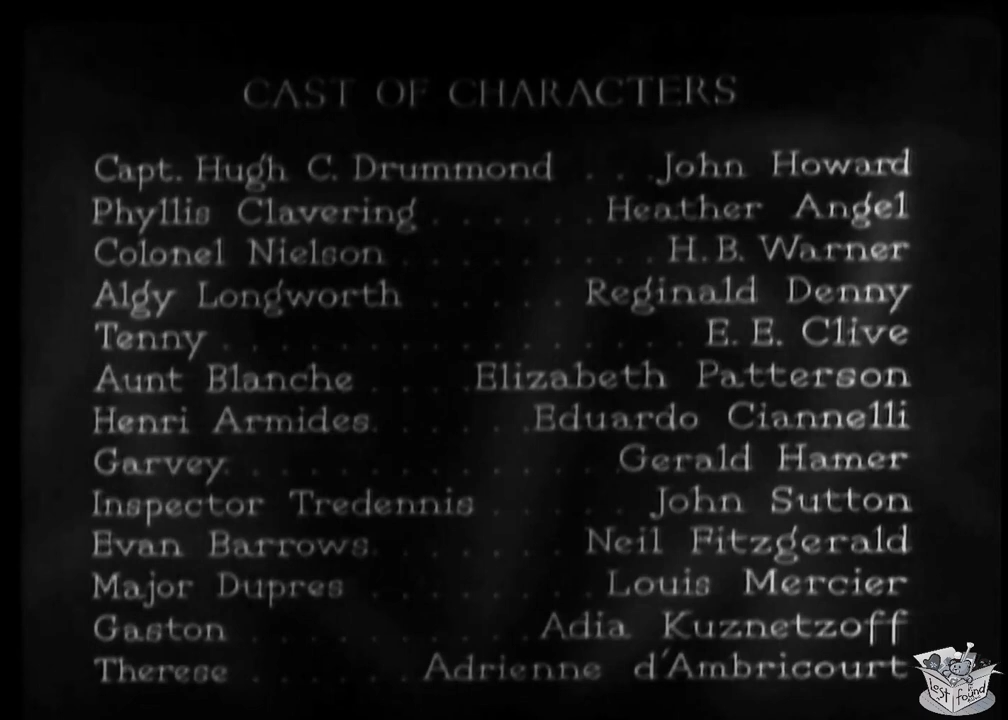 CAST OF CHARACTERS
Capt. Hugh C. Drummond . . . John Howard
Phyllis Clavering . . . . . . Heather Angel
Colonel Nielson . . . . . . . . . . H. B. Warner
Algy Longworth . . . . . Reginald Denny
Tenny . . . . . . . . . . . . . . . . E. E. Clive
Aunt Blanche . . . . Elizabeth Patterson
Henri Armides . . . . . . Eduardo Ciannelli
Garvey . . . . . . . . . . . . . Gerald Hamer
Inspector Tredennis . . . . . John Sutton
Evan Barrows . . . . . . . Neil Fitzgerald
Major Dupres . . . . . . . . Louis Mercier
Gaston . . . . . . . . . Adia Kuznetzoff
Therese . . . . . . Adrienne d'Ambricourt
lost found